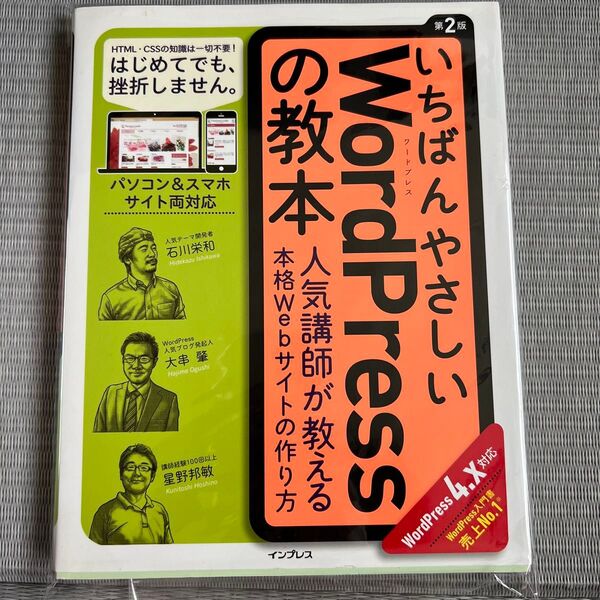 第2版
いちばんやさしい
WordPress
ワードプレス
の教本
人気講師が教える
本格Webサイトの作り方
HTML・CSSの知識は一切不要!
はじめてでも、
挫折しません。
パソコン&スマホ
サイト両対応
人気テーマ開発者
石川栄和
Hidekazu Ishikawa
WordPress
人気ブログ発起人
大串 肇
Hajime Ogushi
講師経験100回以上
星野邦敏
Kunitoshi Hoshino
WordPress 4.x対応
WordPress入門書
売上No.1※
インプレス